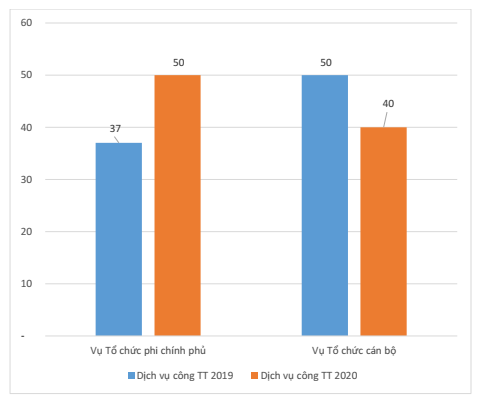 60
50
40
30
20
10
-
37
50
50
40
Vụ Tổ chức phi chính phủ
Vụ Tổ chức cán bộ
Dịch vụ công TT 2019
Dịch vụ công TT 2020